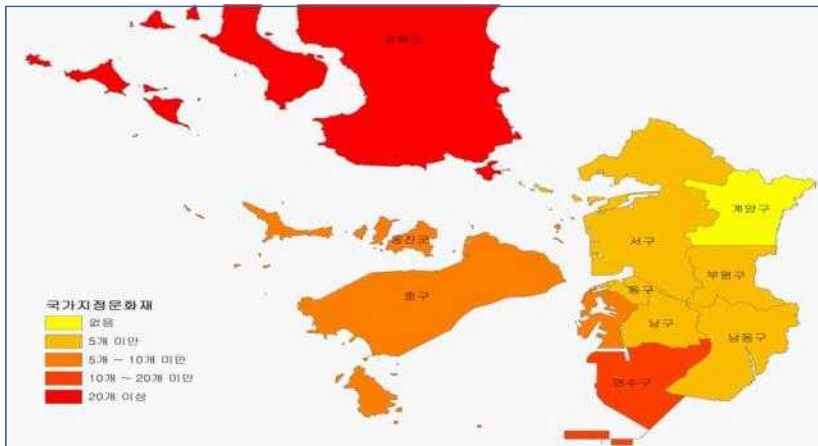 강화군
계양구
서구
옹진군
부평구
중구
동구
남구
남동구
연수구
국가지정문화재
없음
5개 미만
5개 ~ 10개 미만
10개 ~ 20개 미만
20개 이상